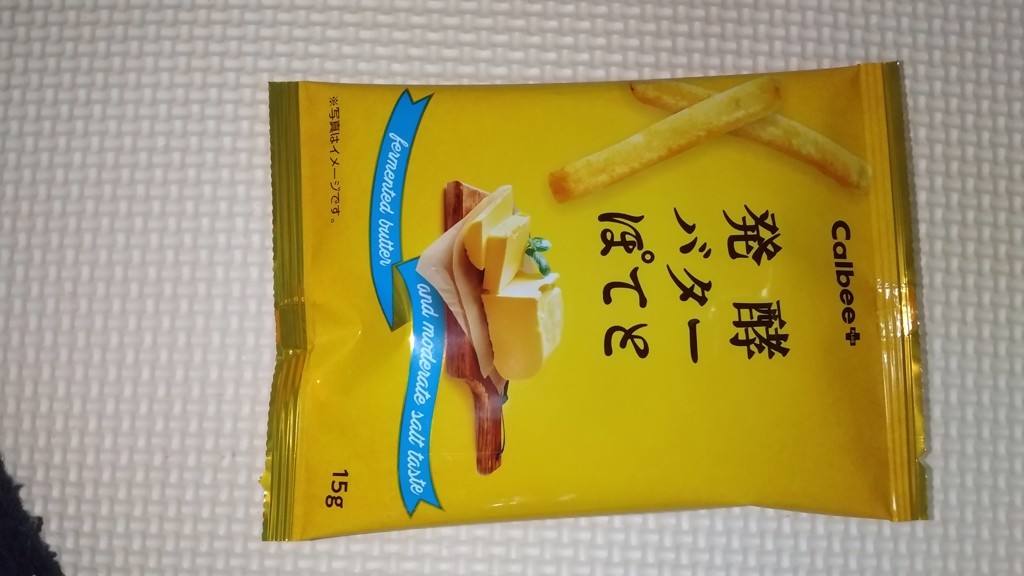 Calbee+
発酵
バター
ぽてと
fermented butter
and moderate salt taste
※写真はイメージです。
15g